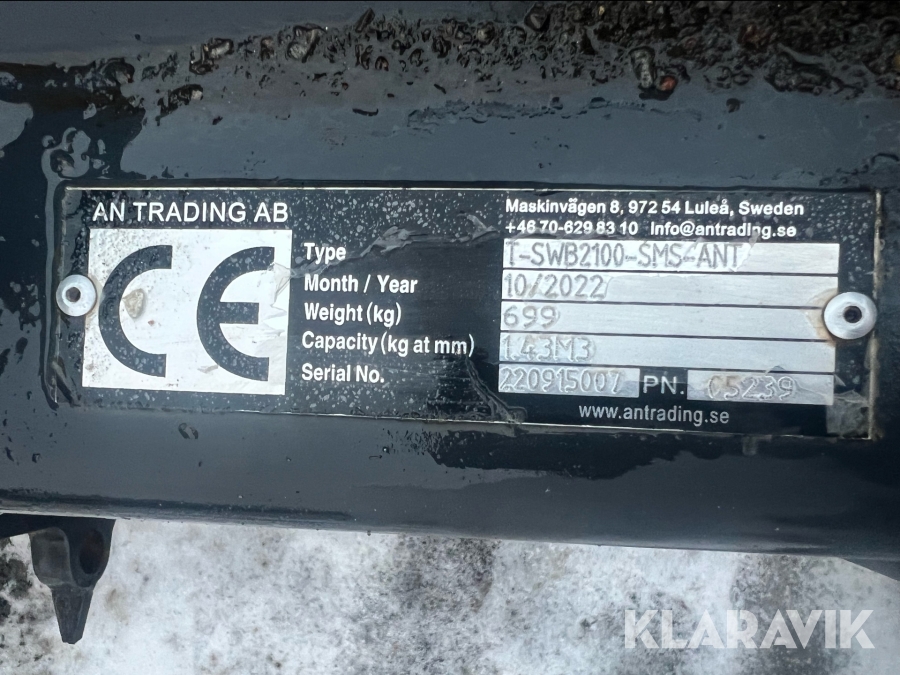 AN TRADING AB
Maskinvägen 8, 972 54 Luleå, Sweden
+46 70-629 83 10 Info@antrading.se
CE
Type T-SWB2100-SMS-ANT
Month / Year 10/2022
Weight (kg) 699
Capacity (kg at mm) 1.43M3
Serial No. 220915007 PN. C5239
www.antrading.se
KLARAVIK